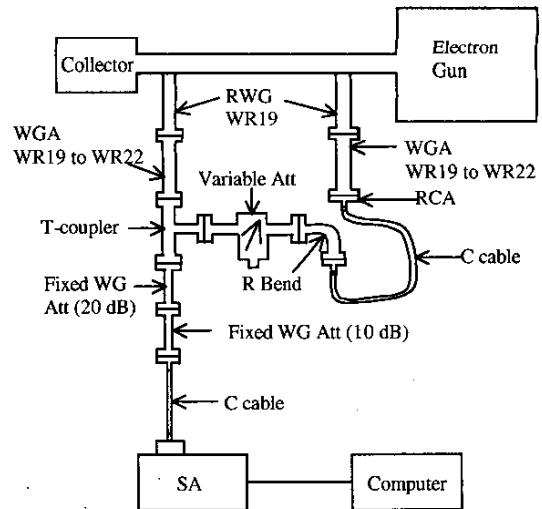 Collector
Electron
Gun
RWG
WR19
WGA
WR19 to WR22
WGA
WR19 to WR22
Variable Att
RCA
T-coupler
C cable
R Bend
Fixed WG
Att (20 dB)
Fixed WG Att (10 dB)
C cable
SA
Computer